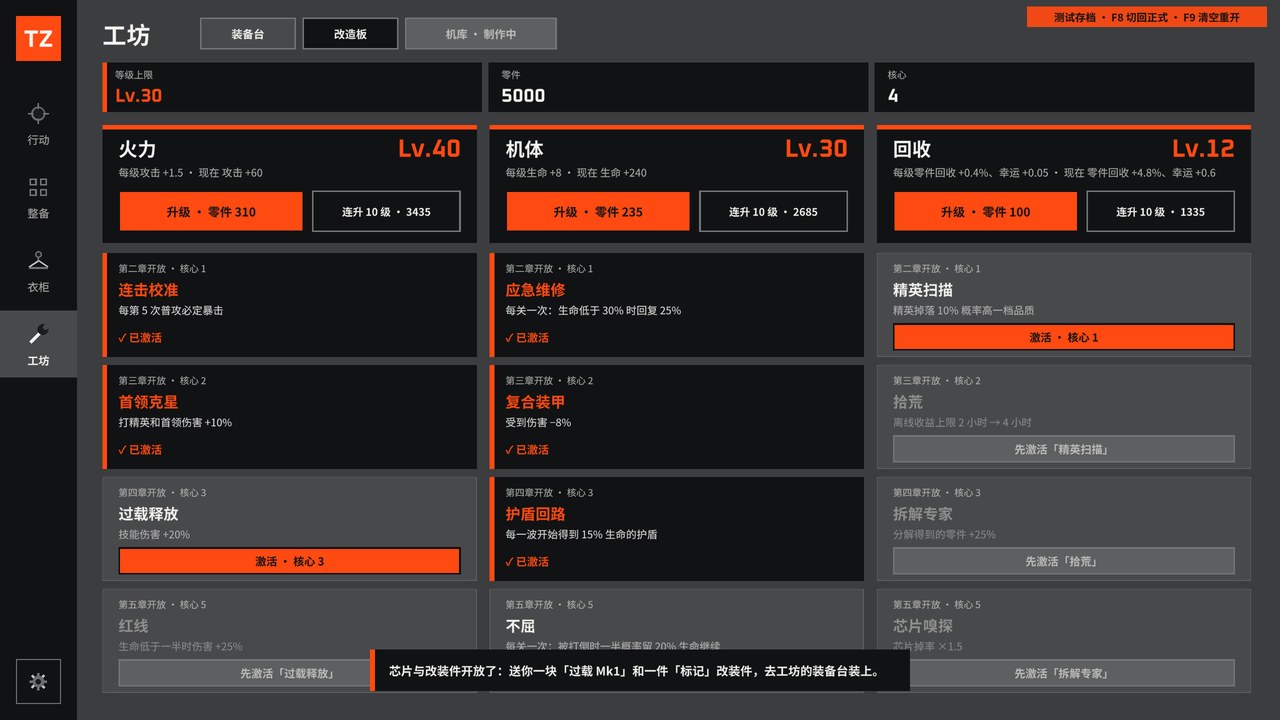 TZ
行动
整备
衣柜
工坊
工坊
装备台
改造板
机库 · 制作中
测试存档 · F8 切回正式 · F9 清空重开
等级上限
Lv.30
零件
5000
核心
4
火力
Lv.40
每级攻击 +1.5 · 现在 攻击 +60
升级 · 零件 310
连升 10 级 · 3435
机体
Lv.30
每级生命 +8 · 现在 生命 +240
升级 · 零件 235
连升 10 级 · 2685
回收
Lv.12
每级零件回收 +0.4%、幸运 +0.05 · 现在 零件回收 +4.8%、幸运 +0.6
升级 · 零件 100
连升 10 级 · 1335
第二章开放 · 核心 1
连击校准
每第 5 次普攻必定暴击
✓已激活
第二章开放 · 核心 1
应急维修
每关一次：生命低于 30% 时回复 25%
✓已激活
第二章开放 · 核心 1
精英扫描
精英掉落 10% 概率高一档品质
激活 · 核心 1
第三章开放 · 核心 2
首领克星
打精英和首领伤害 +10%
✓已激活
第三章开放 · 核心 2
复合装甲
受到伤害 −8%
✓已激活
第三章开放 · 核心 2
拾荒
离线收益上限 2 小时 → 4 小时
先激活「精英扫描」
第四章开放 · 核心 3
过载释放
技能伤害 +20%
激活 · 核心 3
第四章开放 · 核心 3
护盾回路
每一波开始得到 15% 生命的护盾
✓已激活
第四章开放 · 核心 3
拆解专家
分解得到的零件 +25%
先激活「拾荒」
第五章开放 · 核心 5
红线
生命低于一半时伤害 +25%
先激活「过载释放」
第五章开放 · 核心 5
不屈
每关一次：被打倒时一半概率留 20% 生命继续
第五章开放 · 核心 5
芯片嗅探
芯片掉率 ×1.5
先激活「拆解专家」
芯片与改装件开放了：送你一块「过载 Mk1」和一件「标记」改装件，去工坊的装备台装上。